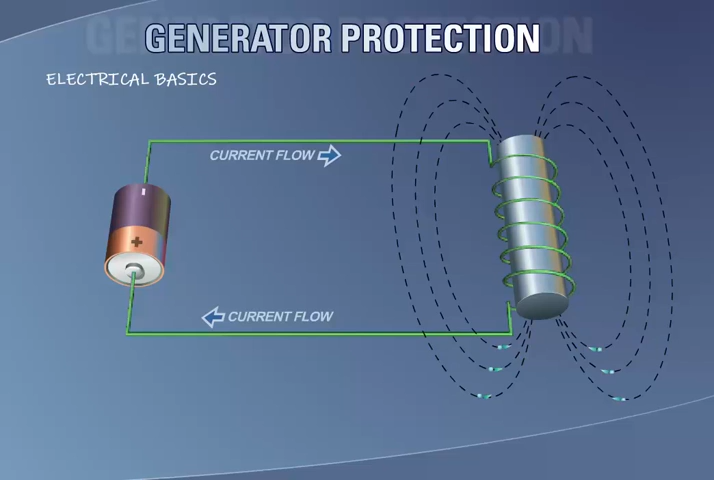 GENERATOR PROTECTION
ELECTRICAL BASICS
CURRENT FLOW
CURRENT FLOW